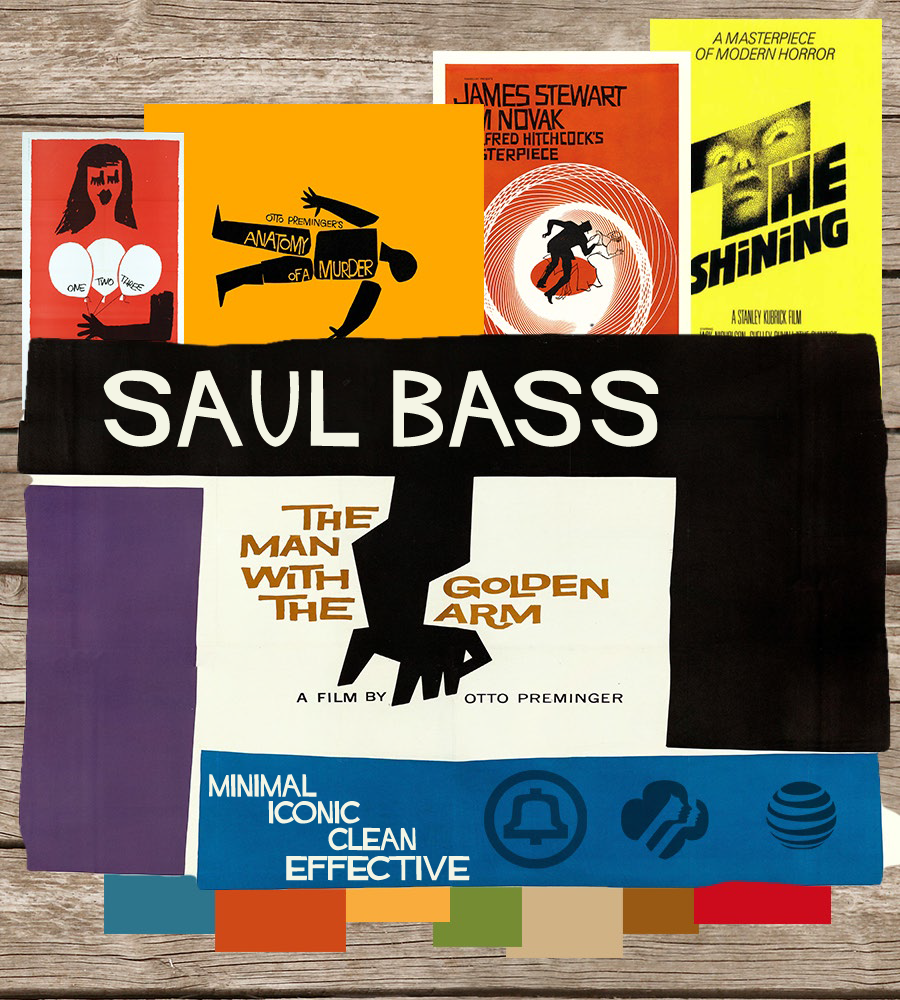 A MASTERPIECE
OF MODERN HORROR
THE
SHiNiNG
A STANLEY KUBRICK FILM
JAMES STEWART
M NOVAK
FRED HITCHCOCK'S
STERPIECE
OTTO PREMINGER'S
ANATOMY
OF A MURDER
ONE TWO THREE
SAUL BASS
THE
MAN
WiTH
THE
GOLDEN
ARM
A FILM BY OTTO PREMINGER
MINIMAL
ICONIC
CLEAN
EFFECTIVE